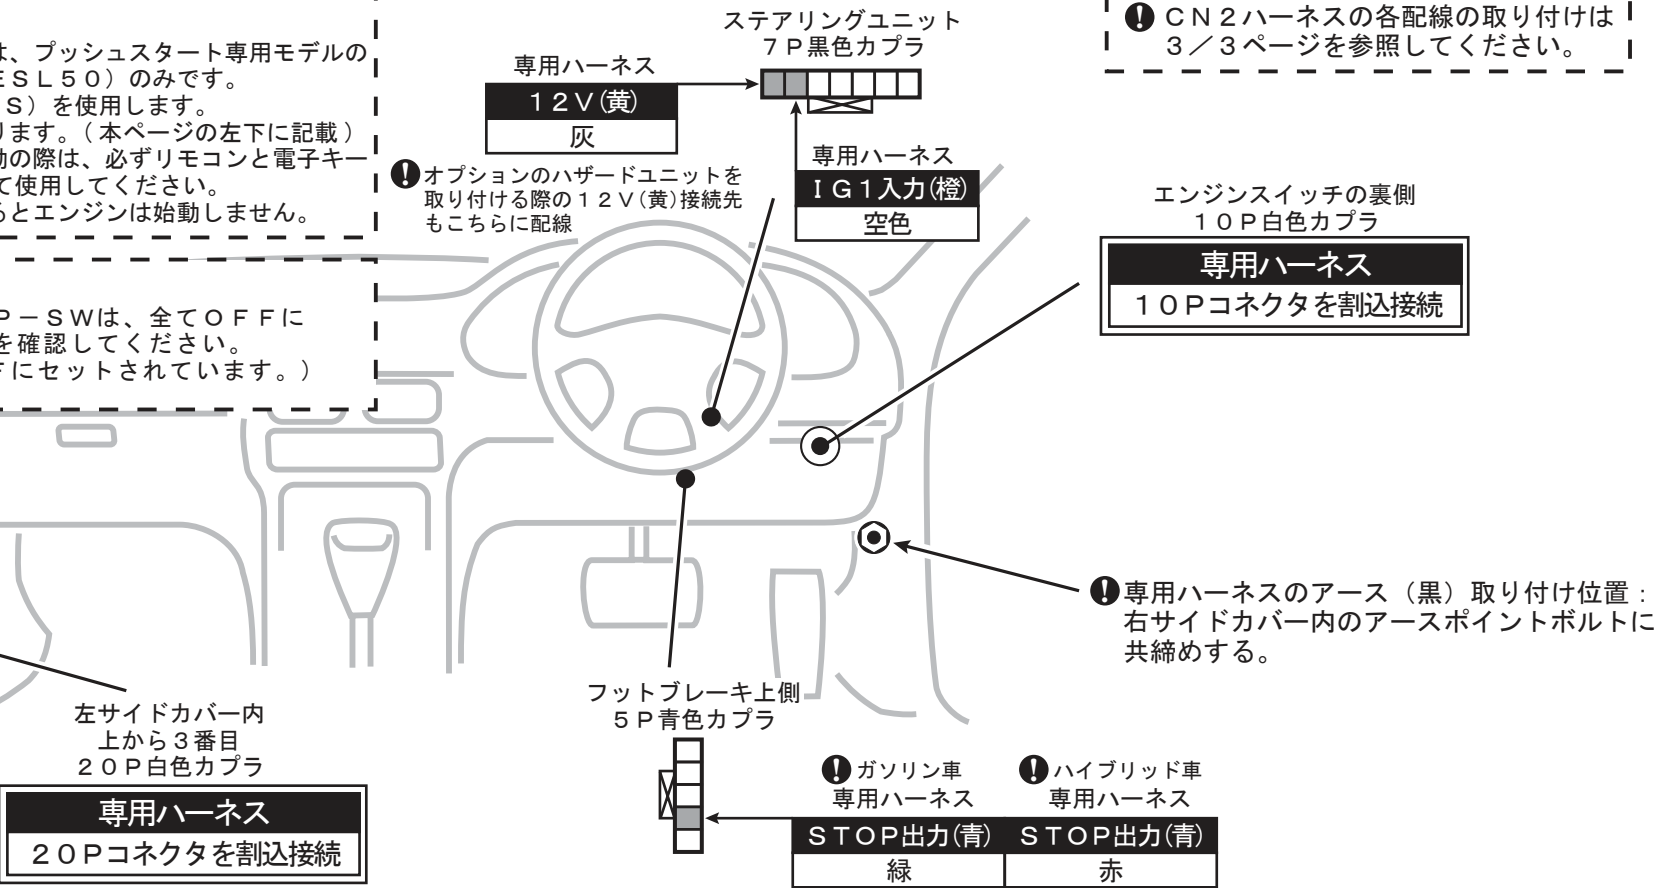 は、プッシュスタート専用モデルの
ESL50）のみです。
S）を使用します。
ります。（本ページの左下に記載）
動の際は、必ずリモコンと電子キー
て使用してください。
るとエンジンは始動しません。
P－SWは、全てOFFに
を確認してください。
Fにセットされています。）
専用ハーネス
12V(黄)
灰
オプションのハザードユニットを
取り付ける際の12V(黄)接続先
もこちらに配線
ステアリングユニット
7P黒色カプラ
専用ハーネス
IG1入力(橙)
空色
CN2ハーネスの各配線の取り付けは
3／3ページを参照してください。
エンジンスイッチの裏側
10P白色カプラ
専用ハーネス
10Pコネクタを割込接続
専用ハーネスのアース（黒）取り付け位置：
右サイドカバー内のアースポイントボルトに
共締めする。
左サイドカバー内
上から3番目
20P白色カプラ
専用ハーネス
20Pコネクタを割込接続
フットブレーキ上側
5P青色カプラ
ガソリン車
専用ハーネス
STOP出力(青)
緑
ハイブリッド車
専用ハーネス
STOP出力(青)
赤